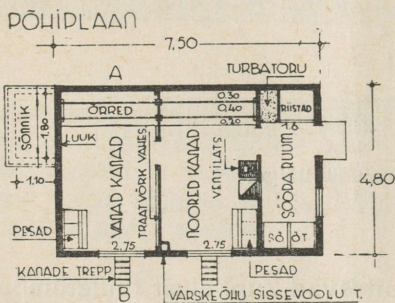 PÕHIPLAAN
7,50
A
TURBATORU
SÕNNIK
1,80
1,10
ÕRRED
0,30
0,40
0,20
RIISTAD
1,6
LUUK
VANAD KANAD
TRAATVÕRK VAHES
NOORED KANAD
VENTILATS
SÖÖDA RUUM
4,80
PESAD
2,75
2,75
SÖ ÖT
KANADE TREPP
B
PESAD
VÄRSKE ÕHU SISSEVOOLU T.